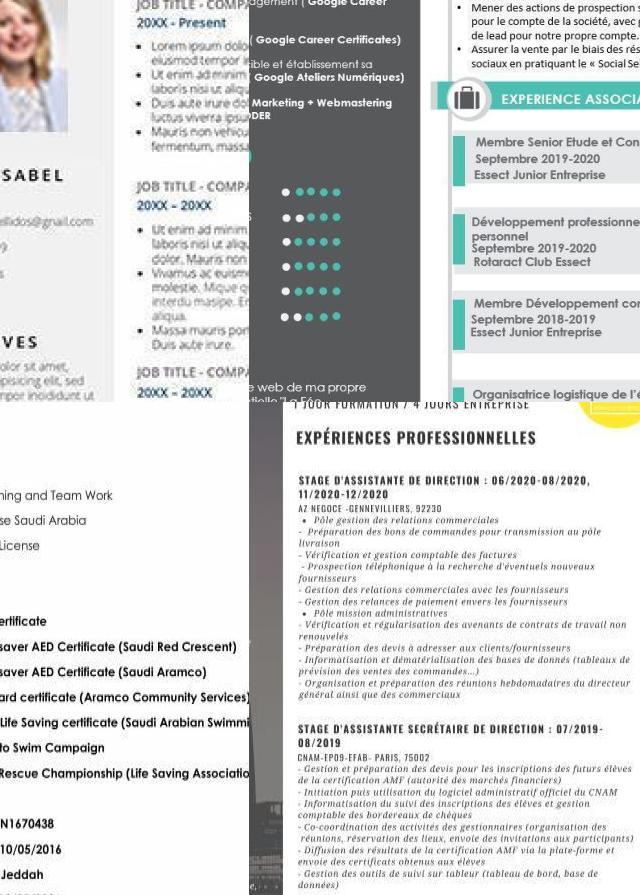 SABEL
ellidos@gmail.com
VES
dolor sit amet,
JOB TITLE - COMP
20XX - Present
Lorem ipsum dolo
eiusmod tempor i
Ut enim ad minim
laboris nisi ut aliq
Duis aute irure do
luctus viverra ipsu
Mauris non vehicu
fermentum, massa
JOB TITLE - COMP
20XX – 20XX
Ut enim ad minim
laboris nisi ut aliq
dolor. Mauris non
Vivamus ac euism
molestie. Mique q
interdu masipe. Er
aliqua.
Massa mauris por
Duis aute irure.
JOB TITLE - COMP
20XX – 20XX
agement ( Google Career
( Google Career Certificates)
ible et établissement sa
Google Ateliers Numériques)
Marketing + Webmastering
DER
e web de ma propre
Mener des actions de prospection s
pour le compte de la société, avec
de lead pour notre propre compte.
Assurer la vente par le biais des rés
sociaux en pratiquant le « Social Se
EXPERIENCE ASSOCIA
Membre Senior Etude et Con
Septembre 2019-2020
Essect Junior Entreprise
Développement professionne
personnel
Septembre 2019-2020
Rotaract Club Essect
Membre Développement con
Septembre 2018-2019
Essect Junior Entreprise
Organisatrice logistique de l'é
ning and Team Work
se Saudi Arabia
License
ertificate
saver AED Certificate (Saudi Red Crescent)
saver AED Certificate (Saudi Aramco)
ard certificate (Aramco Community Services)
Life Saving certificate (Saudi Arabian Swimmi
to Swim Campaign
Rescue Championship (Life Saving Associatio
N1670438
10/05/2016
Jeddah
1 JOUR FORMATION / 4 JOURS ENTREPRISE
EXPÉRIENCES PROFESSIONNELLES
STAGE D'ASSISTANTE DE DIRECTION : 06/2020-08/2020,
11/2020-12/2020
AZ NEGOCE -GENNEVILLIERS, 92230
Pôle gestion des relations commerciales
- Préparation des bons de commandes pour transmission au pôle
livraison
- Vérification et gestion comptable des factures
- Prospection téléphonique à la recherche d'éventuels nouveaux
fournisseurs
- Gestion des relations commerciales avec les fournisseurs
- Gestion des relances de paiement envers les fournisseurs
Pôle mission administratives
- Vérification et régularisation des avenants de contrats de travail non
renouvelés
- Préparation des devis à adresser aux clients/fournisseurs
- Informatisation et dématérialisation des bases de donnés (tableaux de
prévision des ventes des commandes...)
- Organisation et préparation des réunions hebdomadaires du directeur
général ainsi que des commerciaux
STAGE D'ASSISTANTE SECRÉTAIRE DE DIRECTION : 07/2019-
08/2019
CNAM-EPO9-EFAB- PARIS, 75002
- Gestion et préparation des devis pour les inscriptions des futurs élèves
de la certification AMF (autorité des marchés financiers)
- Initiation puis utilisation du logiciel administratif officiel du CNAM
- Informatisation du suivi des inscriptions des élèves et gestion
comptable des bordereaux de chèques
- Co-coordination des activités des gestionnaires (organisation des
réunions, réservation des lieux, envoie des invitations aux participants)
- Diffusion des résultats de la certification AMF via la plate-forme et
envoie des certificats obtenus aux élèves
- Gestion des outils de suivi sur tableur (tableau de bord, base de
données)